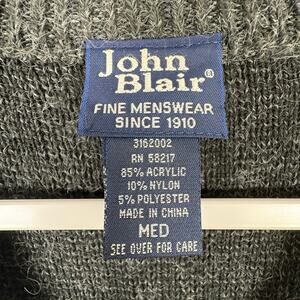 John
Blair®
FINE MENSWEAR
SINCE 1910
3162002
RN 58217
85% ACRYLIC
10% NYLON
5% POLYESTER
MADE IN CHINA
MED
SEE OVER FOR CARE